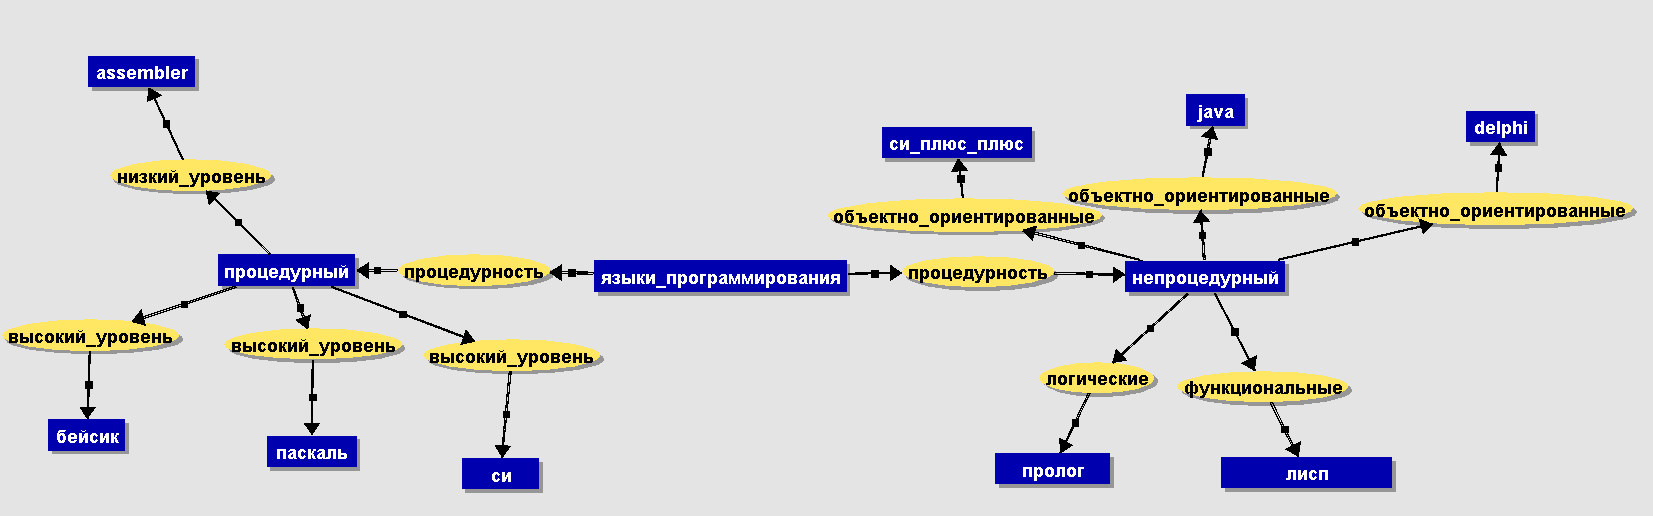 assembler
java
delphi
си_плюс_плюс
низкий_уровень
объектно_ориентированные
объектно_ориентированные
объектно_ориентированные
процедурный
процедурность
языки_программирования
процедурность
непроцедурный
высокий_уровень
высокий_уровень
высокий_уровень
логические
функциональные
бейсик
паскаль
си
пролог
лисп